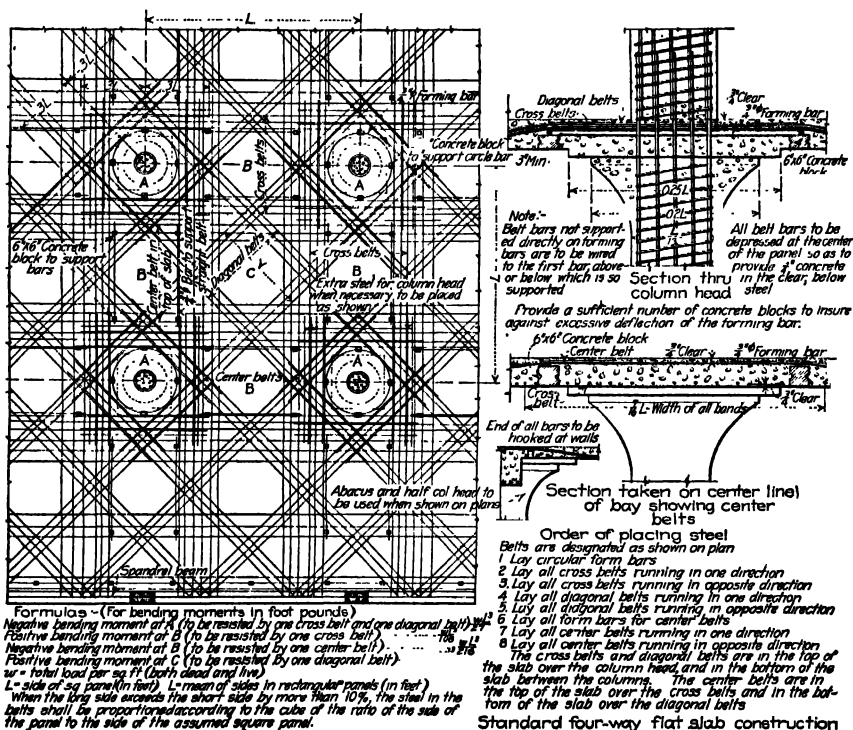 L
.3L
.3L
¾"φ Forming bar
Concrete block
to support circle bar
A
B
A
Cross belts
6"x6" Concrete
block to support
bars
Center belt in
top of slab
Bar to support
straight belt
Diagonal belts
Cross belts
B
C
B
L
Extra steel for column head
when necessary to be placed
as shown
A
Center belts
B
A
Abacus and half col head to
be used when shown on plans
Spandrel beam
Diagonal belts
Cross belts
¾" Clear
¾"φ Forming bar
3" Min.
6"x6" Concrete
block
.025L
.02L
Note:-
Belt bars not support-
ed directly on forming
bars are to be wired
to the first bar, above
or below which is so
supported
Section thru
column head
All belt bars to be
depressed at the center
of the panel so as to
provide ¾" concrete
in the clear, below
steel
Provide a sufficient number of concrete blocks to insure
against excessive deflection of the forming bar.
6"x6" Concrete block
Center belt
¾" Clear
¾"φ Forming bar
Cross-
belt
L-Width of all bands
¾" Clear
End of all bars to be
hooked at walls
Section taken on center line
of bay showing center
belts
Order of placing steel
Belts are designated as shown on plan
1 Lay circular form bars
2 Lay all cross belts running in one direction
3. Lay all cross belts running in opposite direction
4 Lay all diagonal belts running in one direction
5. Lay all diagonal belts running in opposite direction
6 Lay all form bars for center belts
7 Lay all center belts running in one direction
8 Lay all center belts running in opposite direction
The cross belts and diagonal belts are in the top of
the slab over the column head, and in the bottom of the
slab between the columns. The center belts are in
the top of the slab over the cross belts and in the bot-
tom of the slab over the diagonal belts
Standard four-way flat slab construction
Formulas - (For bending moments in foot pounds)
Negative bending moment at A (to be resisted by one cross belt and one diagonal belt)
Positive bending moment at B (to be resisted by one cross belt)
Negative bending moment at B (to be resisted by one center belt)
Positive bending moment at C (to be resisted by one diagonal belt)
w = total load per sq ft (both dead and live)
L = side of sq panel (in feet) L = mean of sides in rectangular panels (in feet)
When the long side exceeds the short side by more than 10%, the steel in the
belts shall be proportioned according to the cube of the ratio of the side of
the panel to the side of the assumed square panel.